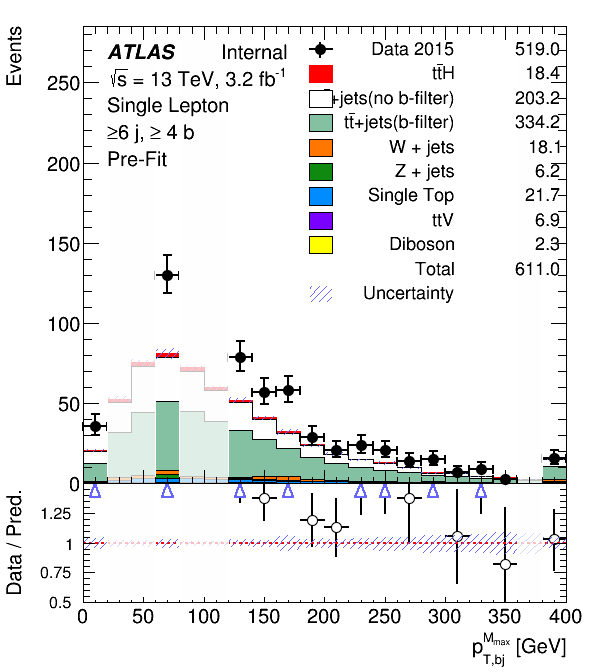 Events
ATLAS Internal
√s = 13 TeV, 3.2 fb-1
Single Lepton
≥6 j, ≥ 4 b
Pre-Fit
Data 2015 519.0
tt̄H 18.4
+jets(no b-filter) 203.2
tt̄+jets(b-filter) 334.2
W + jets 18.1
Z + jets 6.2
Single Top 21.7
ttV 6.9
Diboson 2.3
Total 611.0
Uncertainty
250
200
150
100
50
0
Data / Pred.
1.25
1
0.75
0.5
0 50 100 150 200 250 300 350 400
p T,bj Mmax [GeV]